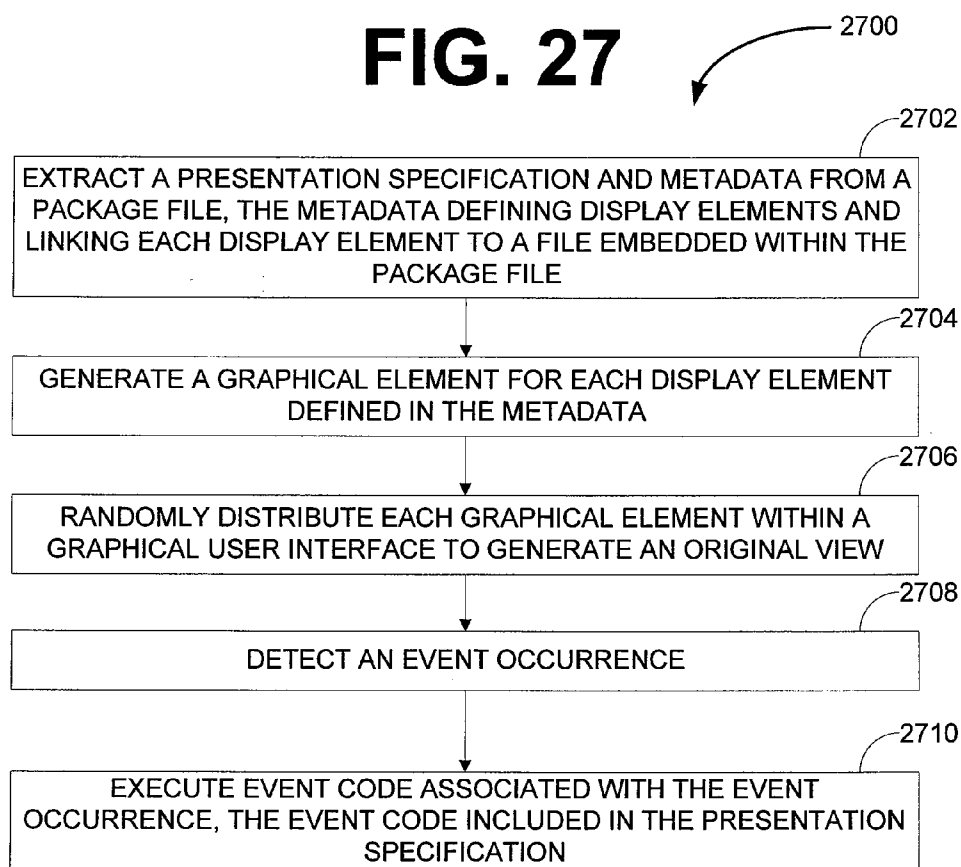 FIG. 27
2700
2702
EXTRACT A PRESENTATION SPECIFICATION AND METADATA FROM A
PACKAGE FILE, THE METADATA DEFINING DISPLAY ELEMENTS AND
LINKING EACH DISPLAY ELEMENT TO A FILE EMBEDDED WITHIN THE
PACKAGE FILE
2704
GENERATE A GRAPHICAL ELEMENT FOR EACH DISPLAY ELEMENT
DEFINED IN THE METADATA
2706
RANDOMLY DISTRIBUTE EACH GRAPHICAL ELEMENT WITHIN A
GRAPHICAL USER INTERFACE TO GENERATE AN ORIGINAL VIEW
2708
DETECT AN EVENT OCCURRENCE
2710
EXECUTE EVENT CODE ASSOCIATED WITH THE EVENT
OCCURRENCE, THE EVENT CODE INCLUDED IN THE PRESENTATION
SPECIFICATION